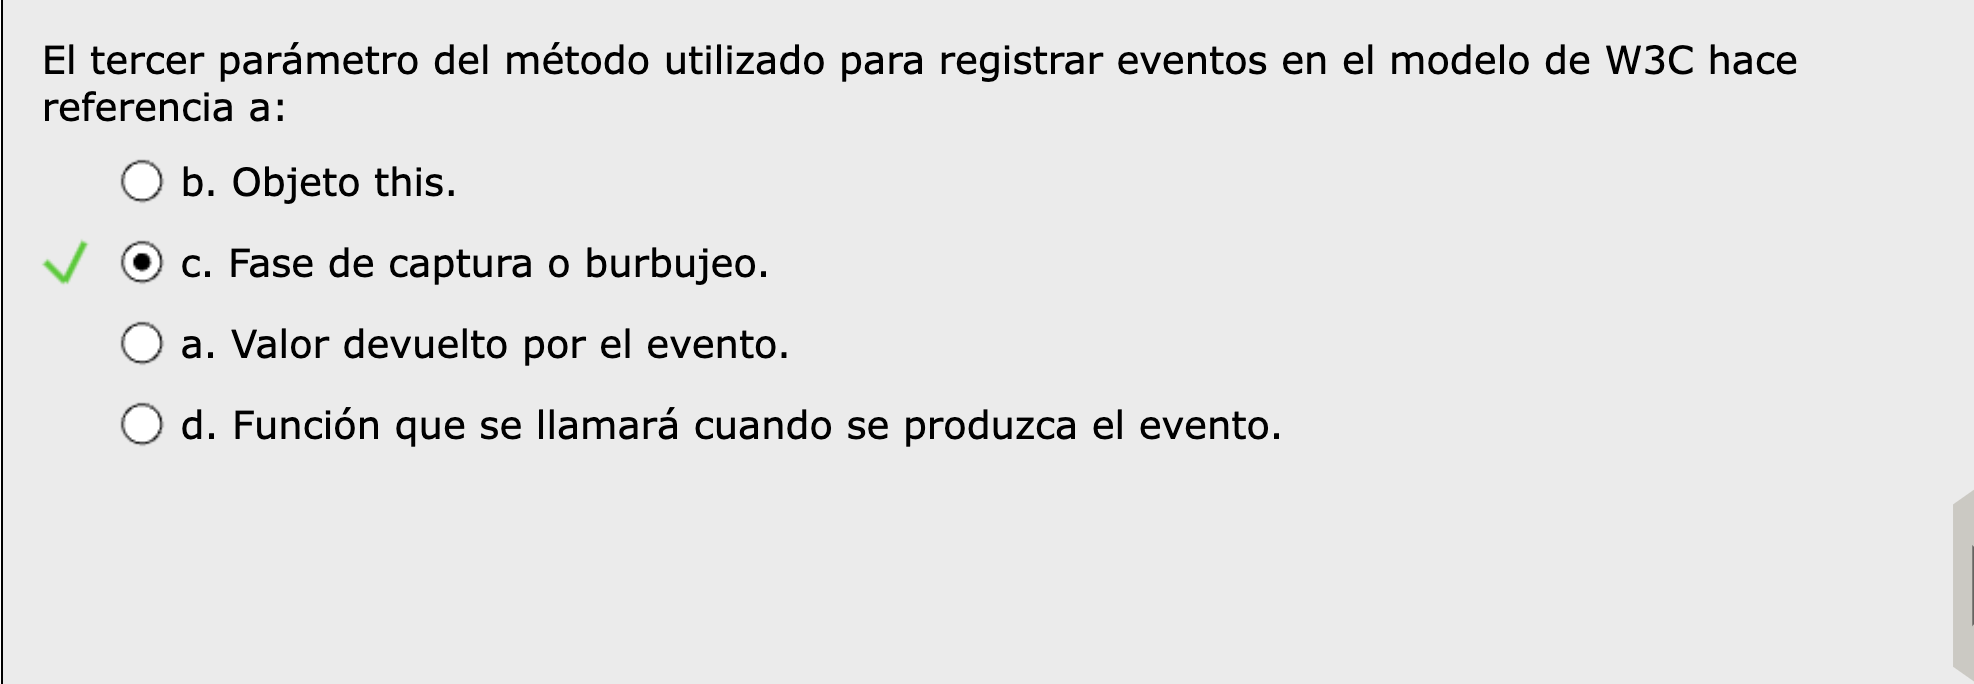 El tercer parámetro del método utilizado para registrar eventos en el modelo de W3C hace
referencia a:
b. Objeto this.
c. Fase de captura o burbujeo.
a. Valor devuelto por el evento.
d. Función que se llamará cuando se produzca el evento.